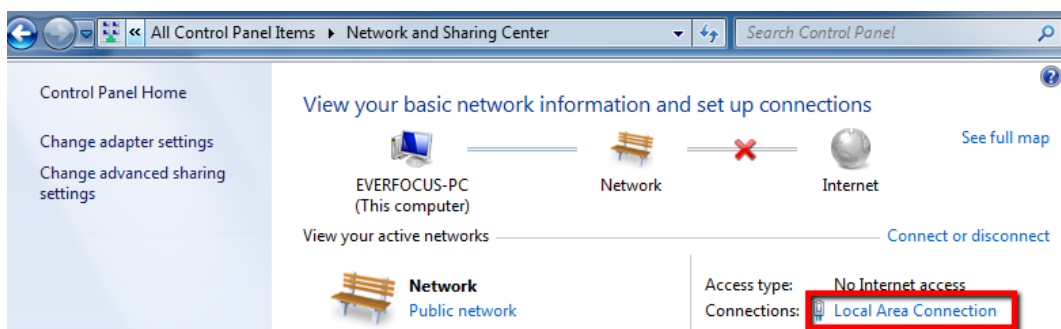 « All Control Panel Items ▸ Network and Sharing Center
Search Control Panel
Control Panel Home
Change adapter settings
Change advanced sharing
settings
View your basic network information and set up connections
See full map
EVERFOCUS-PC
(This computer)
Network
Internet
View your active networks
Connect or disconnect
Network
Public network
Access type: No Internet access
Connections: Local Area Connection